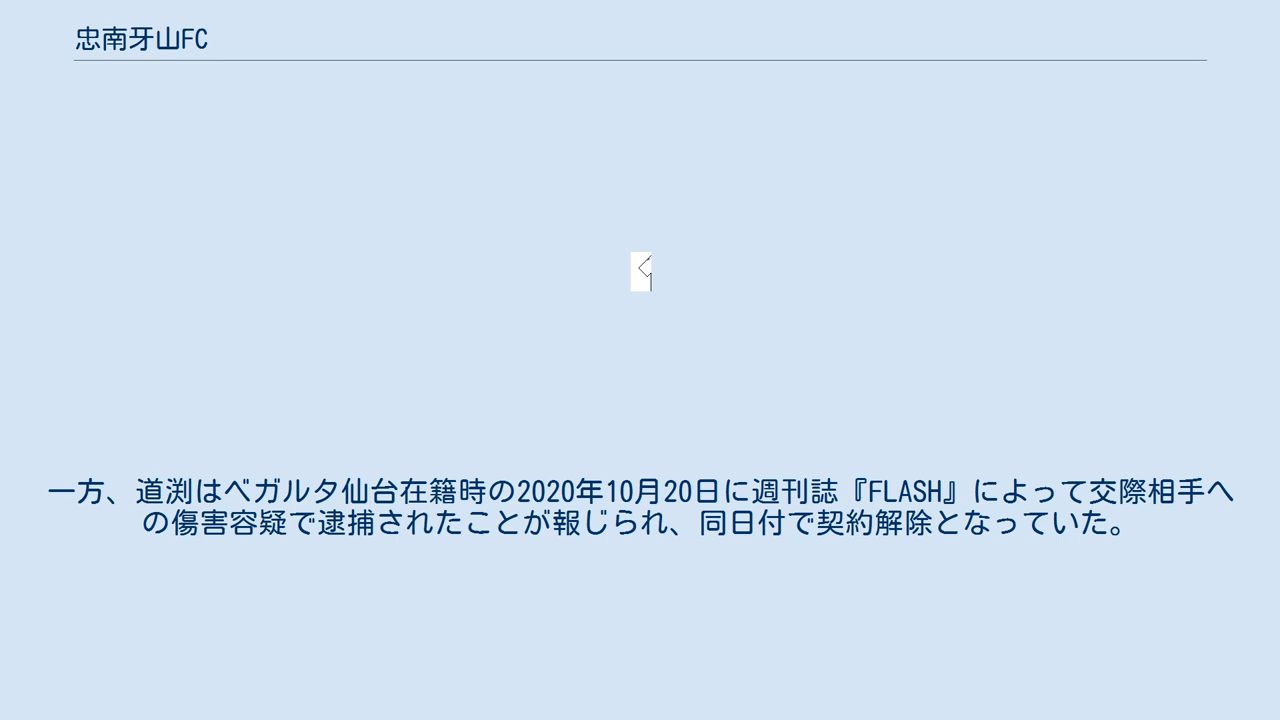 忠南牙山FC
一方、道渕はベガルタ仙台在籍時の2020年10月20日に週刊誌『FLASH』によって交際相手へ
の傷害容疑で逮捕されたことが報じられ、同日付で契約解除となっていた。